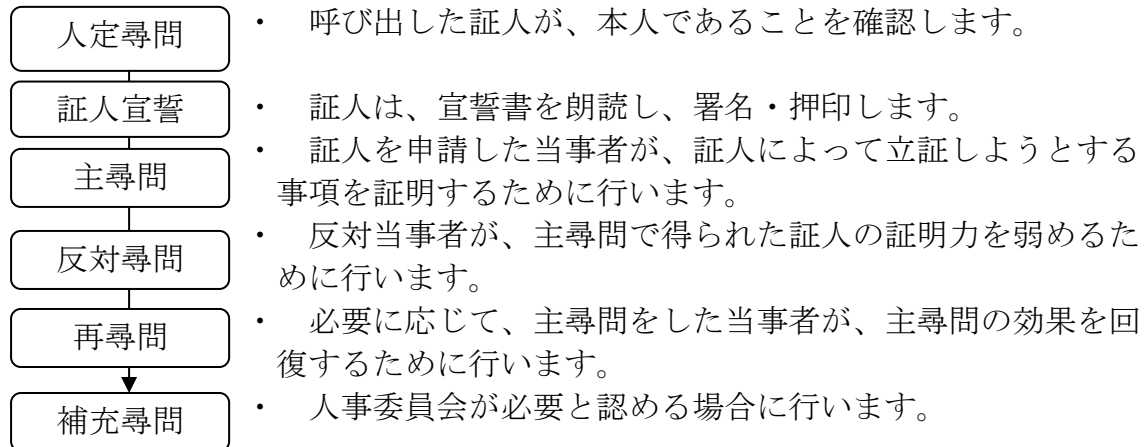 人定尋問
・　呼び出した証人が、本人であることを確認します。
証人宣誓
・　証人は、宣誓書を朗読し、署名・押印します。
主尋問
・　証人を申請した当事者が、証人によって立証しようとする
事項を証明するために行います。
反対尋問
・　反対当事者が、主尋問で得られた証人の証明力を弱めるた
めに行います。
再尋問
・　必要に応じて、主尋問をした当事者が、主尋問の効果を回
復するために行います。
補充尋問
・　人事委員会が必要と認める場合に行います。